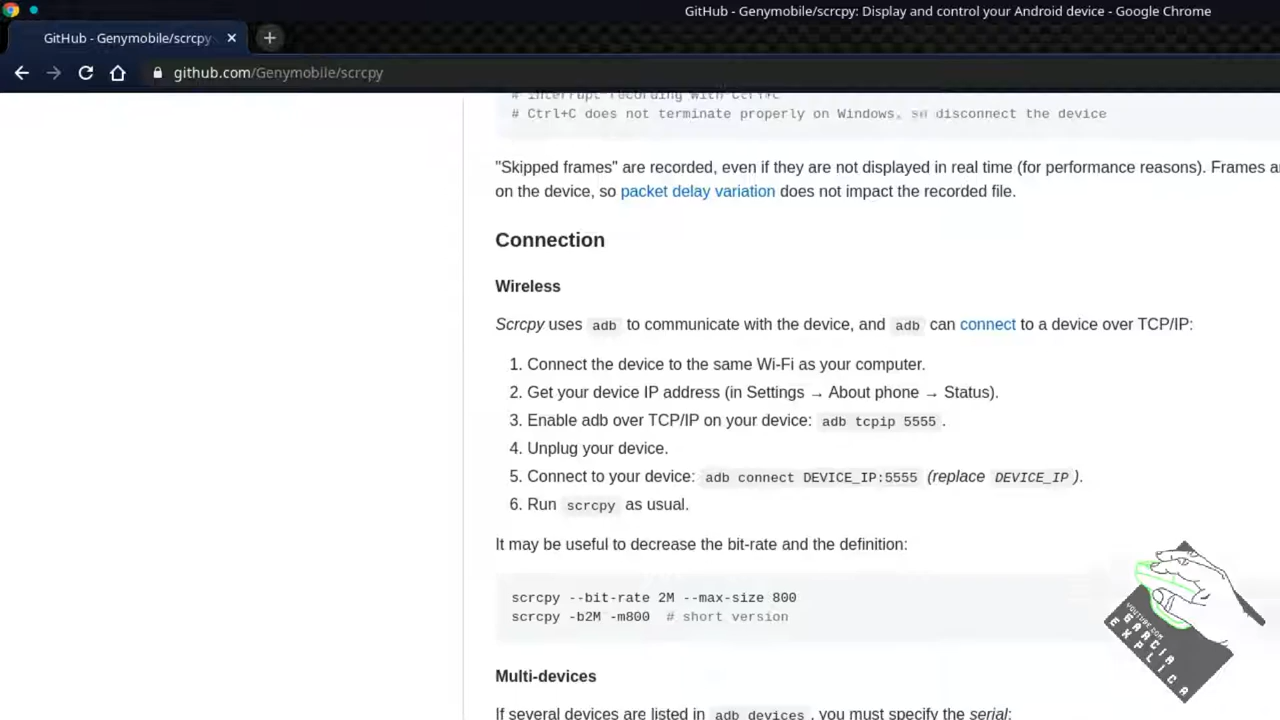 GitHub - Genymobile/scrcpy: Display and control your Android device - Google Chrome
GitHub - Genymobile/scrcpy
github.com/Genymobile/scrcpy
# interrupt recording with Ctrl+C
# Ctrl+C does not terminate properly on Windows, so disconnect the device
"Skipped frames" are recorded, even if they are not displayed in real time (for performance reasons). Frames
on the device, so packet delay variation does not impact the recorded file.
Connection
Wireless
Scrcpy uses adb to communicate with the device, and adb can connect to a device over TCP/IP:
1. Connect the device to the same Wi-Fi as your computer.
2. Get your device IP address (in Settings → About phone → Status).
3. Enable adb over TCP/IP on your device: adb tcpip 5555.
4. Unplug your device.
5. Connect to your device: adb connect DEVICE_IP:5555 (replace DEVICE_IP).
6. Run scrcpy as usual.
It may be useful to decrease the bit-rate and the definition:
scrcpy --bit-rate 2M --max-size 800
scrcpy -b2M -m800 # short version
Multi-devices
If several devices are listed in adb devices, you must specify the serial:
YOUTUBE.COM
GARCIA
EXPLICA